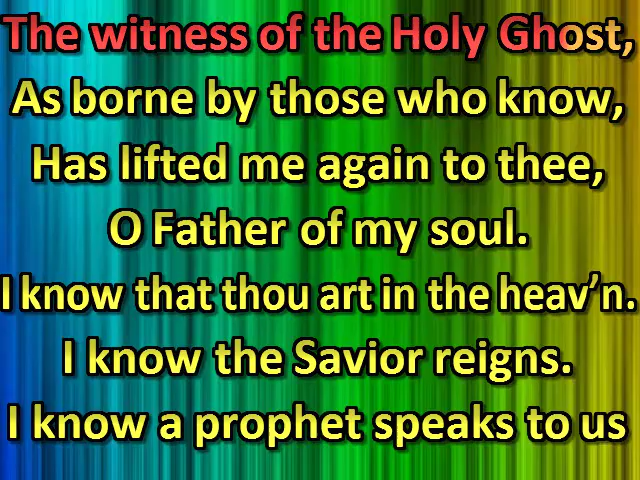 The witness of the Holy Ghost,
As borne by those who know,
Has lifted me again to thee,
O Father of my soul.
I know that thou art in the heav’n.
I know the Savior reigns.
I know a prophet speaks to us